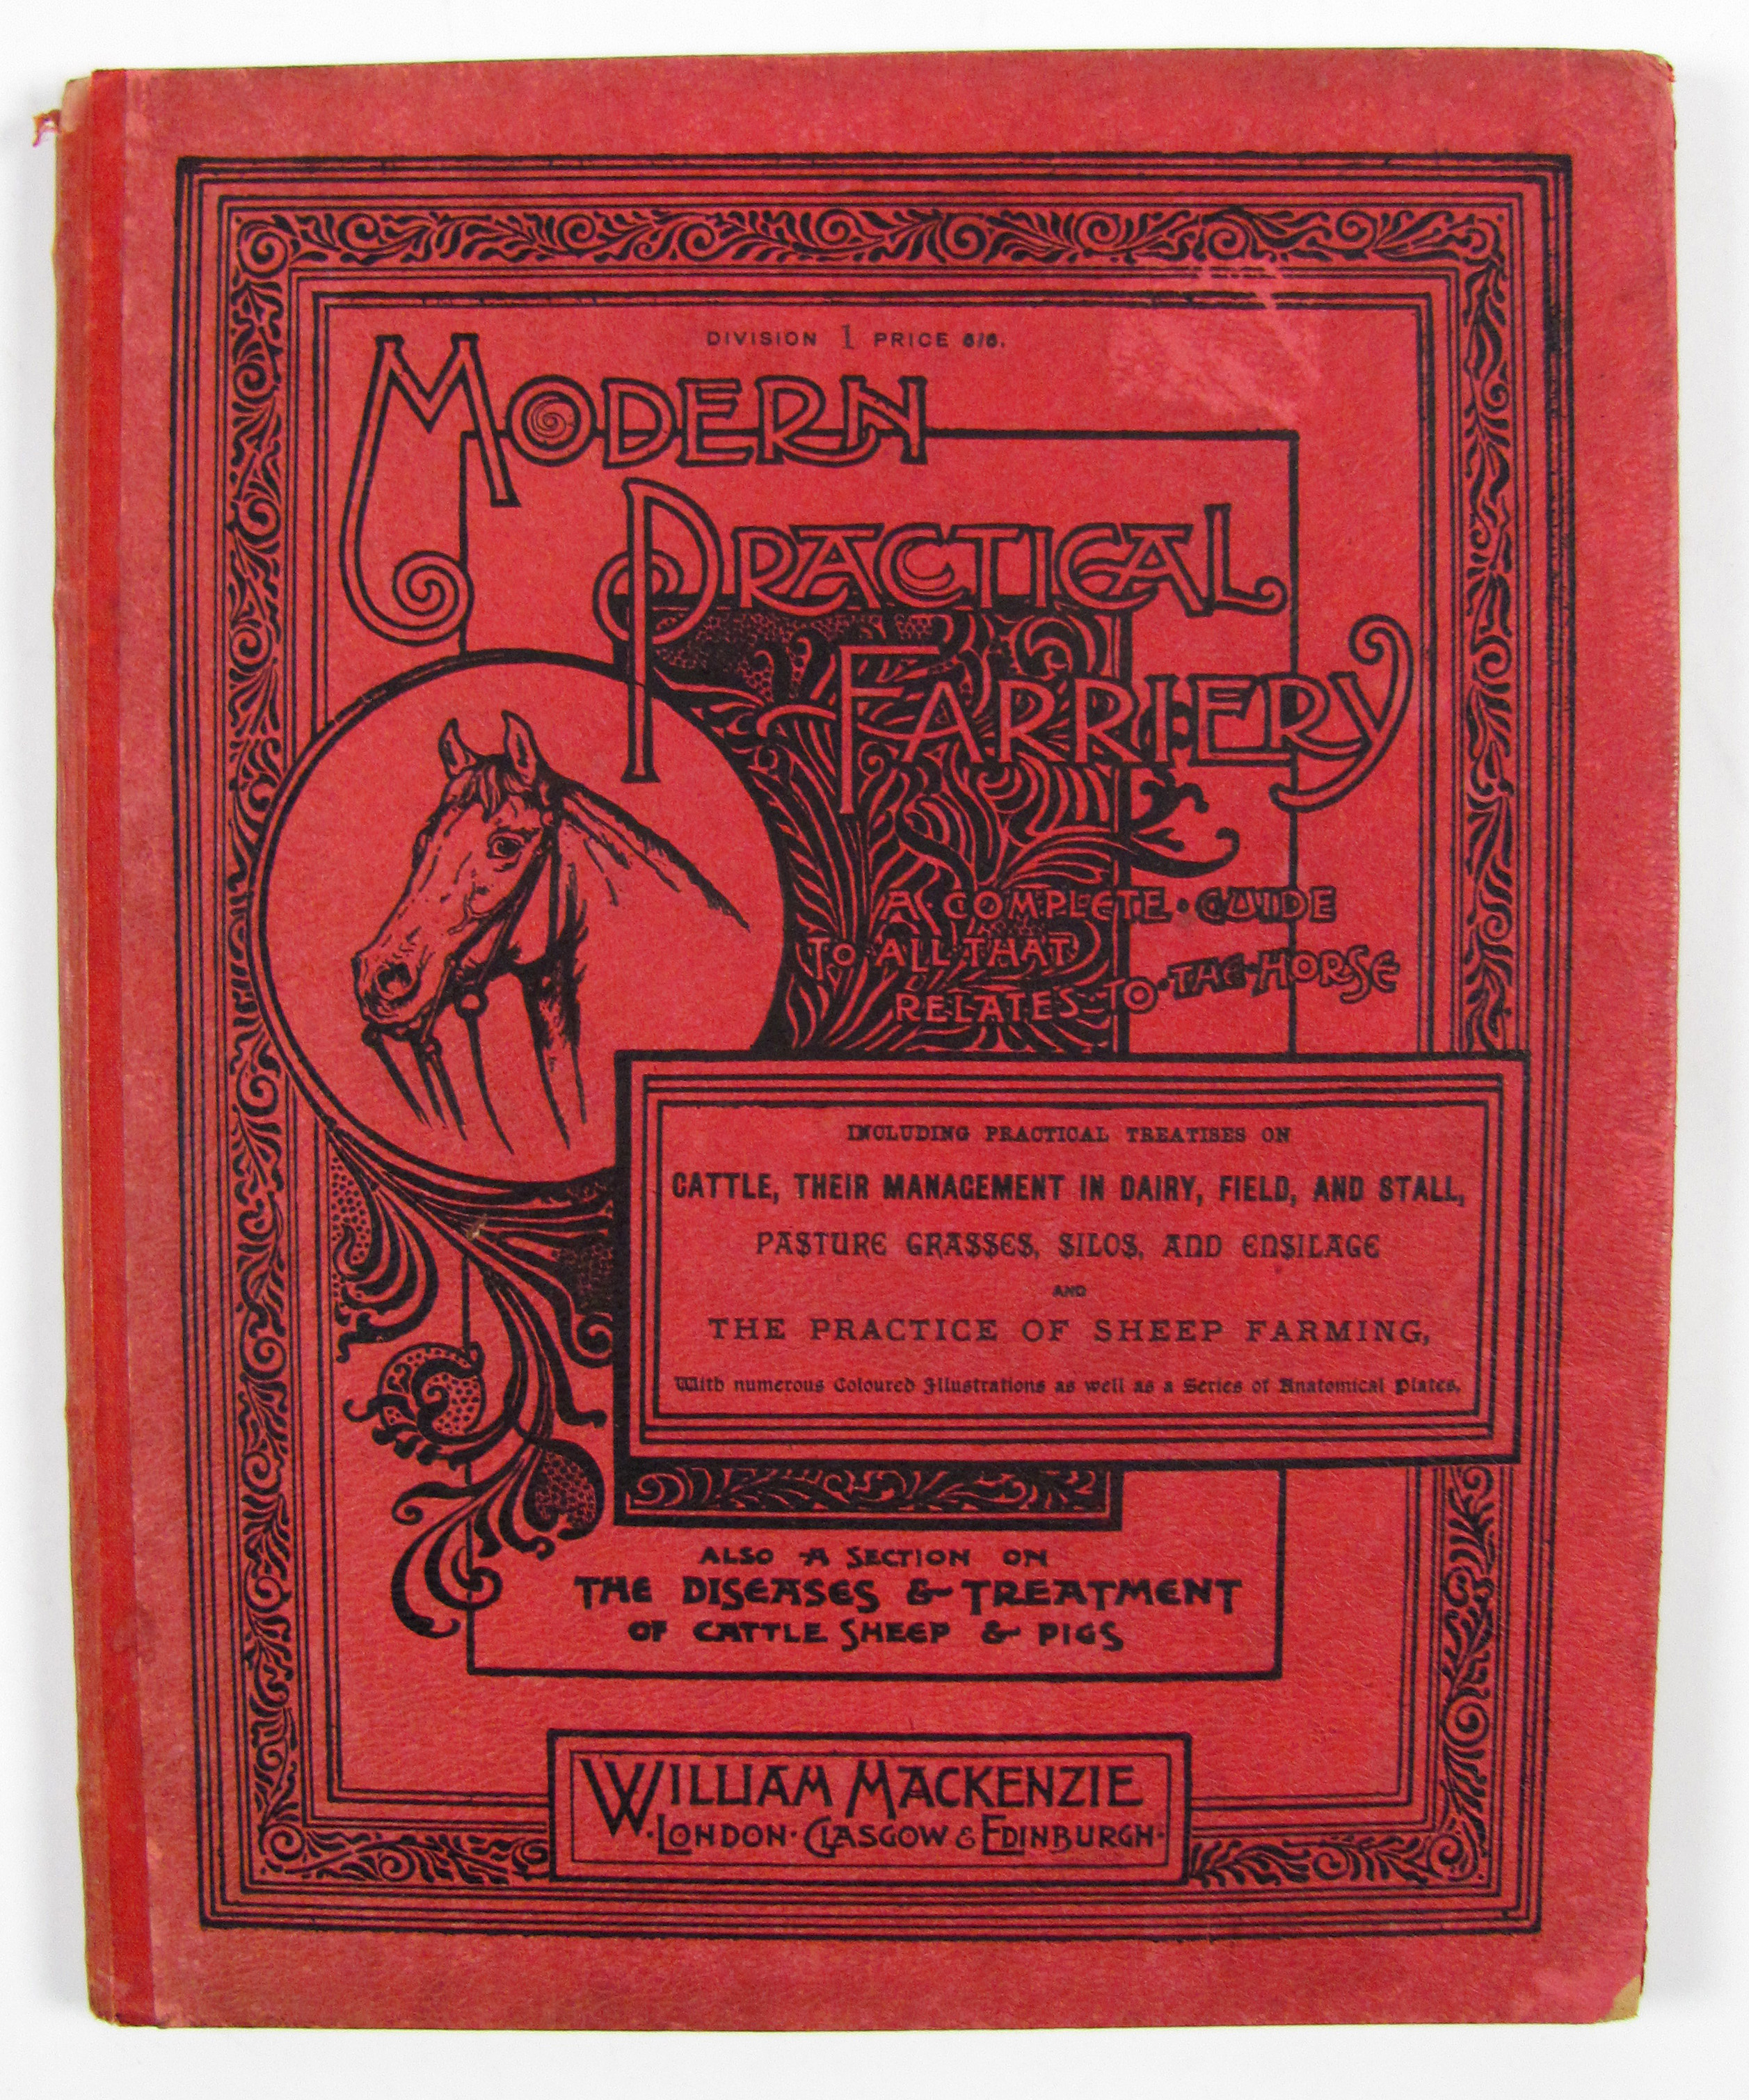 DIVISION 1 PRICE 6/6.
MODERN
PRACTICAL
FARRIERY
A COMPLETE · GUIDE
TO · ALL · THAT
RELATES · TO · THE · HORSE
INCLUDING PRACTICAL TREATISES ON
CATTLE, THEIR MANAGEMENT IN DAIRY, FIELD, AND STALL,
PASTURE GRASSES, SILOS, AND ENSILAGE
AND
THE PRACTICE OF SHEEP FARMING,
With numerous Coloured Illustrations as well as a Series of Anatomical Plates.
ALSO A SECTION ON
THE DISEASES & TREATMENT
OF CATTLE SHEEP & PIGS
WILLIAM MACKENZIE
· LONDON · GLASGOW & EDINBURGH ·